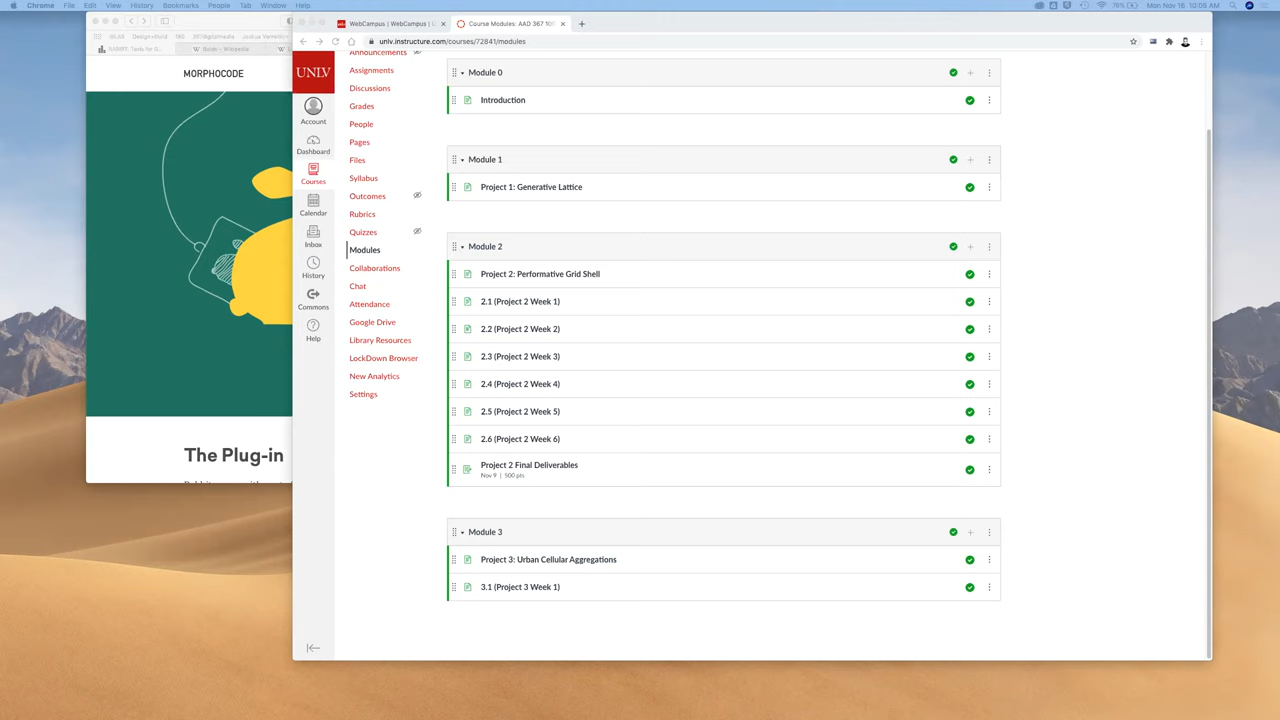 Chrome File Edit View History Bookmarks People Tab Window Help
76% Mon Nov 16 10:05 AM
WebCampus | WebCampus |
Course Modules: AAD 367 100
univ.instructure.com/courses/72841/modules
Design+Build
Joshua Vermillio
MORPHOCODE
The Plug-in
UNLV
Account
Dashboard
Courses
Calendar
Inbox
History
Commons
Help
Announcements
Assignments
Discussions
Grades
People
Pages
Files
Syllabus
Outcomes
Rubrics
Quizzes
Modules
Collaborations
Chat
Attendance
Google Drive
Library Resources
LockDown Browser
New Analytics
Settings
Module 0
Introduction
Module 1
Project 1: Generative Lattice
Module 2
Project 2: Performative Grid Shell
2.1 (Project 2 Week 1)
2.2 (Project 2 Week 2)
2.3 (Project 2 Week 3)
2.4 (Project 2 Week 4)
2.5 (Project 2 Week 5)
2.6 (Project 2 Week 6)
Project 2 Final Deliverables
Nov 9 | 500 pts
Module 3
Project 3: Urban Cellular Aggregations
3.1 (Project 3 Week 1)